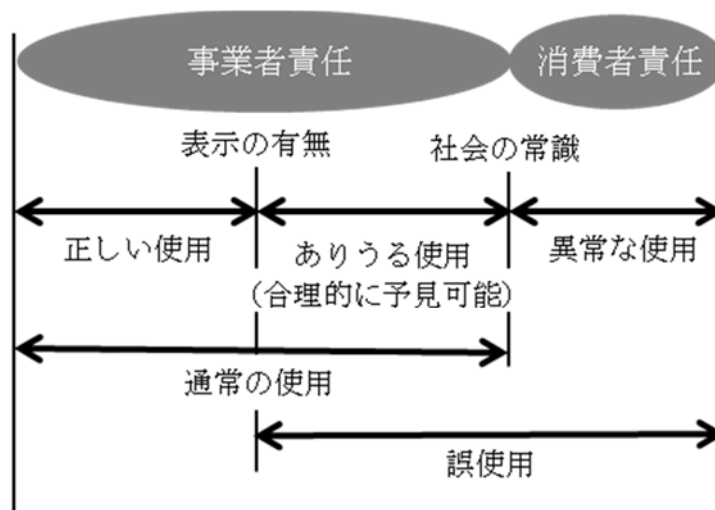 事業者責任
消費者責任
表示の有無
社会の常識
正しい使用
ありうる使用
(合理的に予見可能)
異常な使用
通常の使用
誤使用